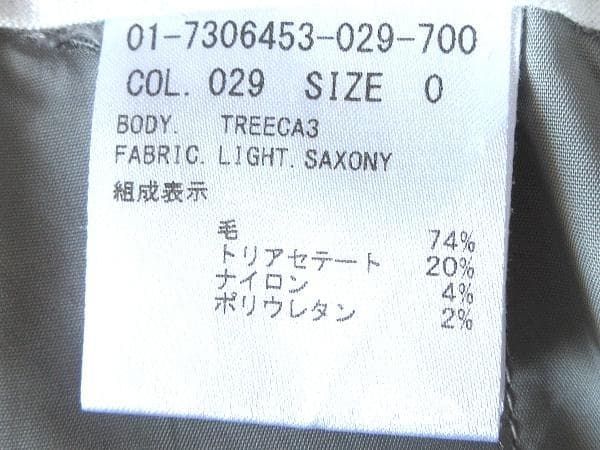 01-7306453-029-700
COL. 029 SIZE 0
BODY. TREECA3
FABRIC. LIGHT. SAXONY
組成表示
毛 74%
トリアセテート 20%
ナイロン 4%
ポリウレタン 2%